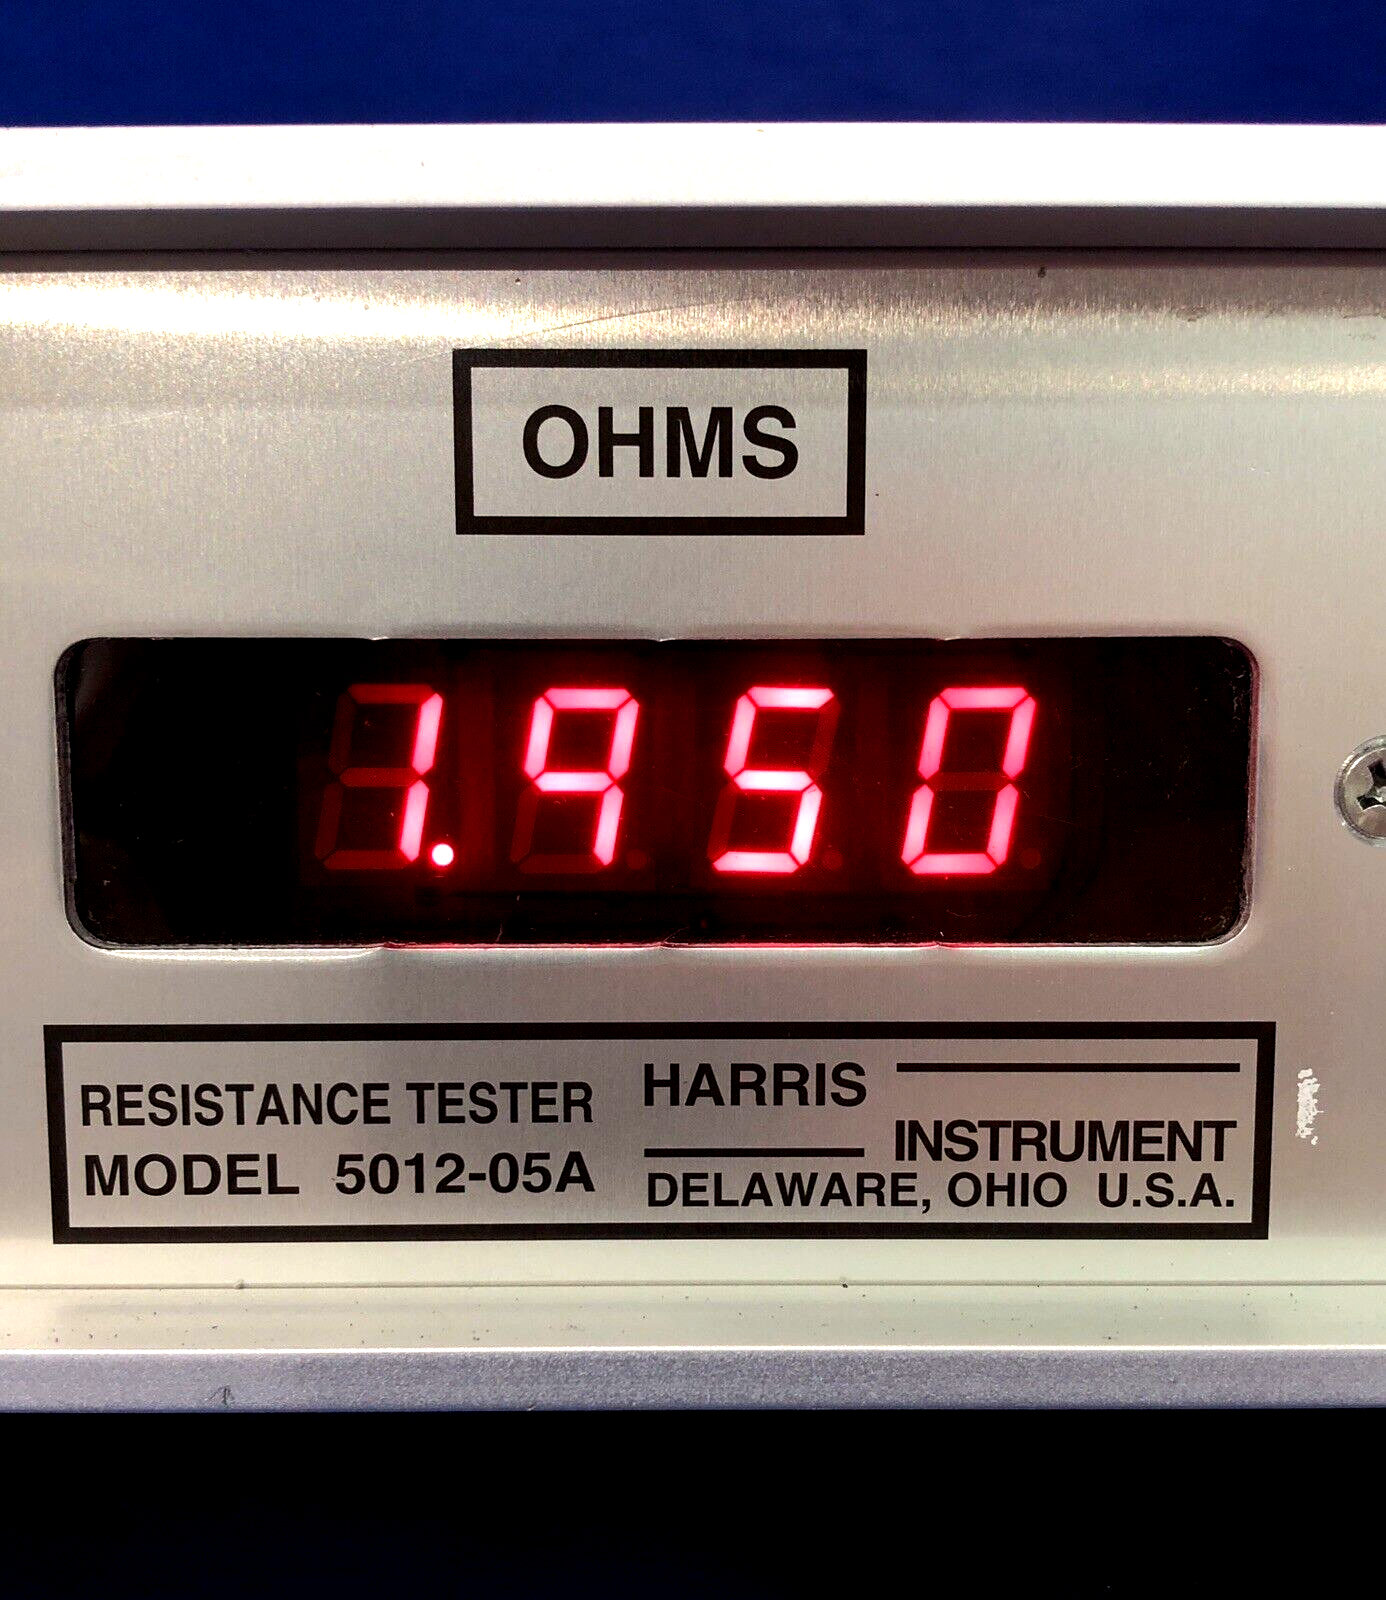 OHMS
1.950
RESISTANCE TESTER
MODEL 5012-05A
HARRIS
INSTRUMENT
DELAWARE, OHIO U.S.A.